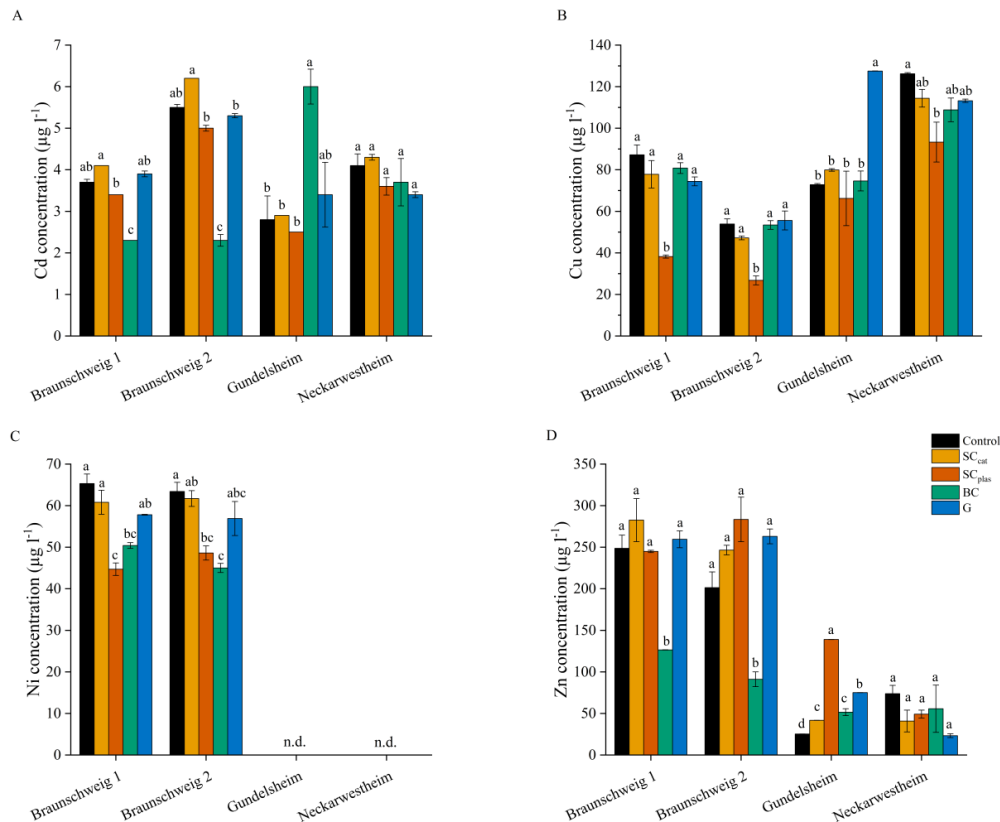 A
Cd concentration (µg l⁻¹)
7
6
5
4
3
2
1
0
ab a b c ab
ab a b c b
b b b a ab
a a a a a
Braunschweig 1
Braunschweig 2
Gundelsheim
Neckarwestheim
B
Cu concentration (µg l⁻¹)
140
120
100
80
60
40
20
0
a a b a a
a a b a a
b b b b a
a ab b ab ab
Braunschweig 1
Braunschweig 2
Gundelsheim
Neckarwestheim
C
Ni concentration (µg l⁻¹)
70
60
50
40
30
20
10
0
a a c bc ab
a ab bc c abc
n.d.
n.d.
Braunschweig 1
Braunschweig 2
Gundelsheim
Neckarwestheim
D
Zn concentration (µg l⁻¹)
350
300
250
200
150
100
50
0
a a a b a
a a a b a
d c a c b
a a a a a
Braunschweig 1
Braunschweig 2
Gundelsheim
Neckarwestheim
Control
SCcat
SCplas
BC
G